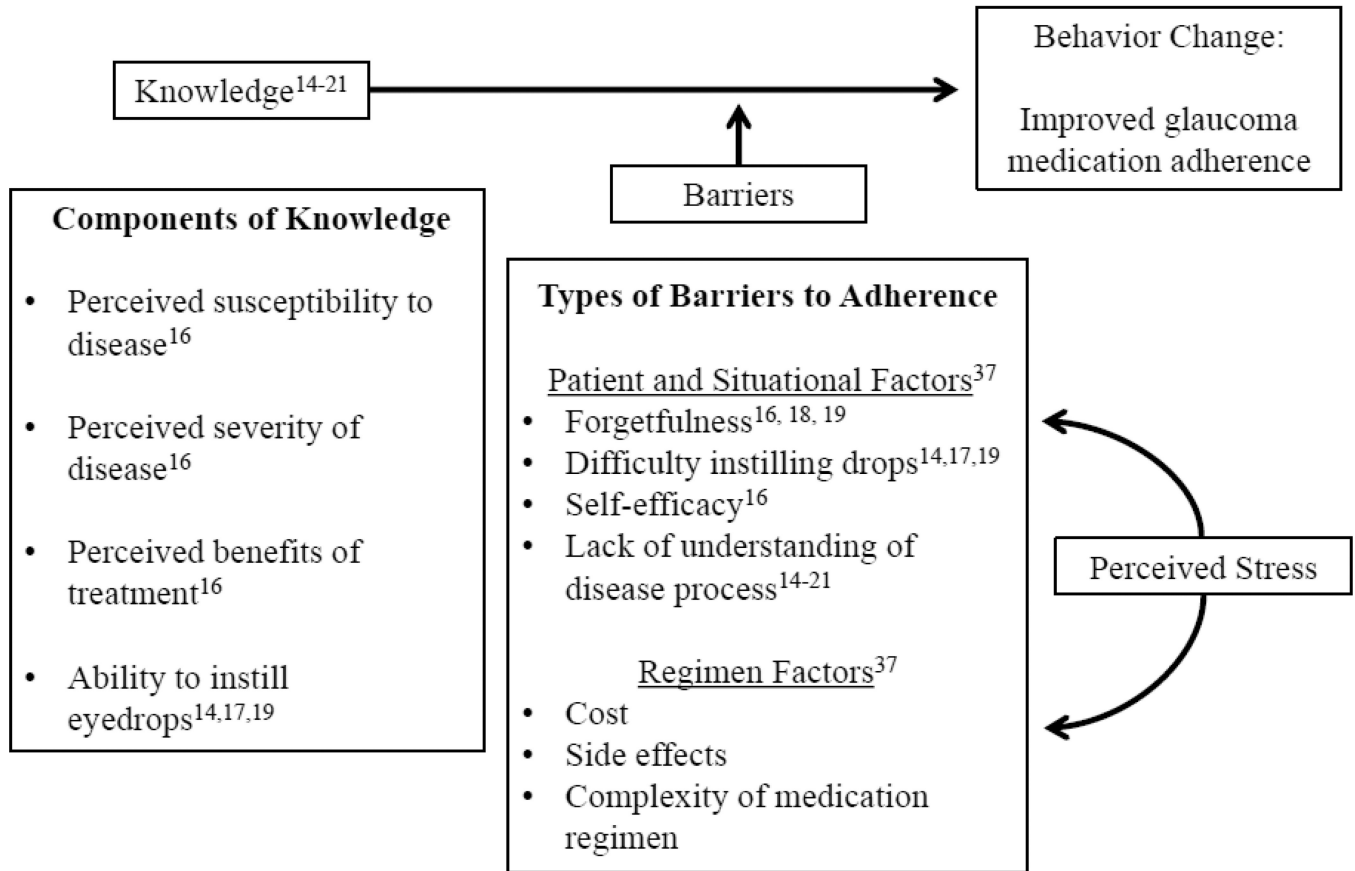 Knowledge14-21
Behavior Change:
Improved glaucoma
medication adherence
Barriers
Components of Knowledge
• Perceived susceptibility to
disease16
• Perceived severity of
disease16
• Perceived benefits of
treatment16
• Ability to instill
eyedrops14,17,19
Types of Barriers to Adherence
Patient and Situational Factors37
• Forgetfulness16, 18, 19
• Difficulty instilling drops14,17,19
• Self-efficacy16
• Lack of understanding of
disease process14-21
Regimen Factors37
• Cost
• Side effects
• Complexity of medication
regimen
Perceived Stress